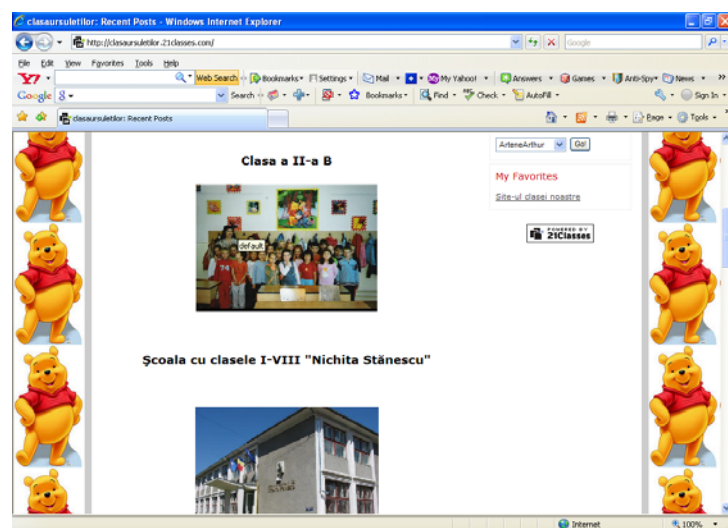 clasaursuletilor: Recent Posts - Windows Internet Explorer
http://clasaursuletilor.21classes.com/
Google
File Edit View Favorites Tools Help
Y7 Web Search Bookmarks Settings Mail My Yahoo! Answers Games Anti-Spy News
Google Search Bookmarks Find Check AutoFill Sign In
clasaursuletilor: Recent Posts
Page Tools
ArleneArthur Go!
Clasa a II-a B
My Favorites
Site-ul clasei noastre
POWERED BY
21Classes
default
Şcoala cu clasele I-VIII "Nichita Stănescu"
Internet 100%